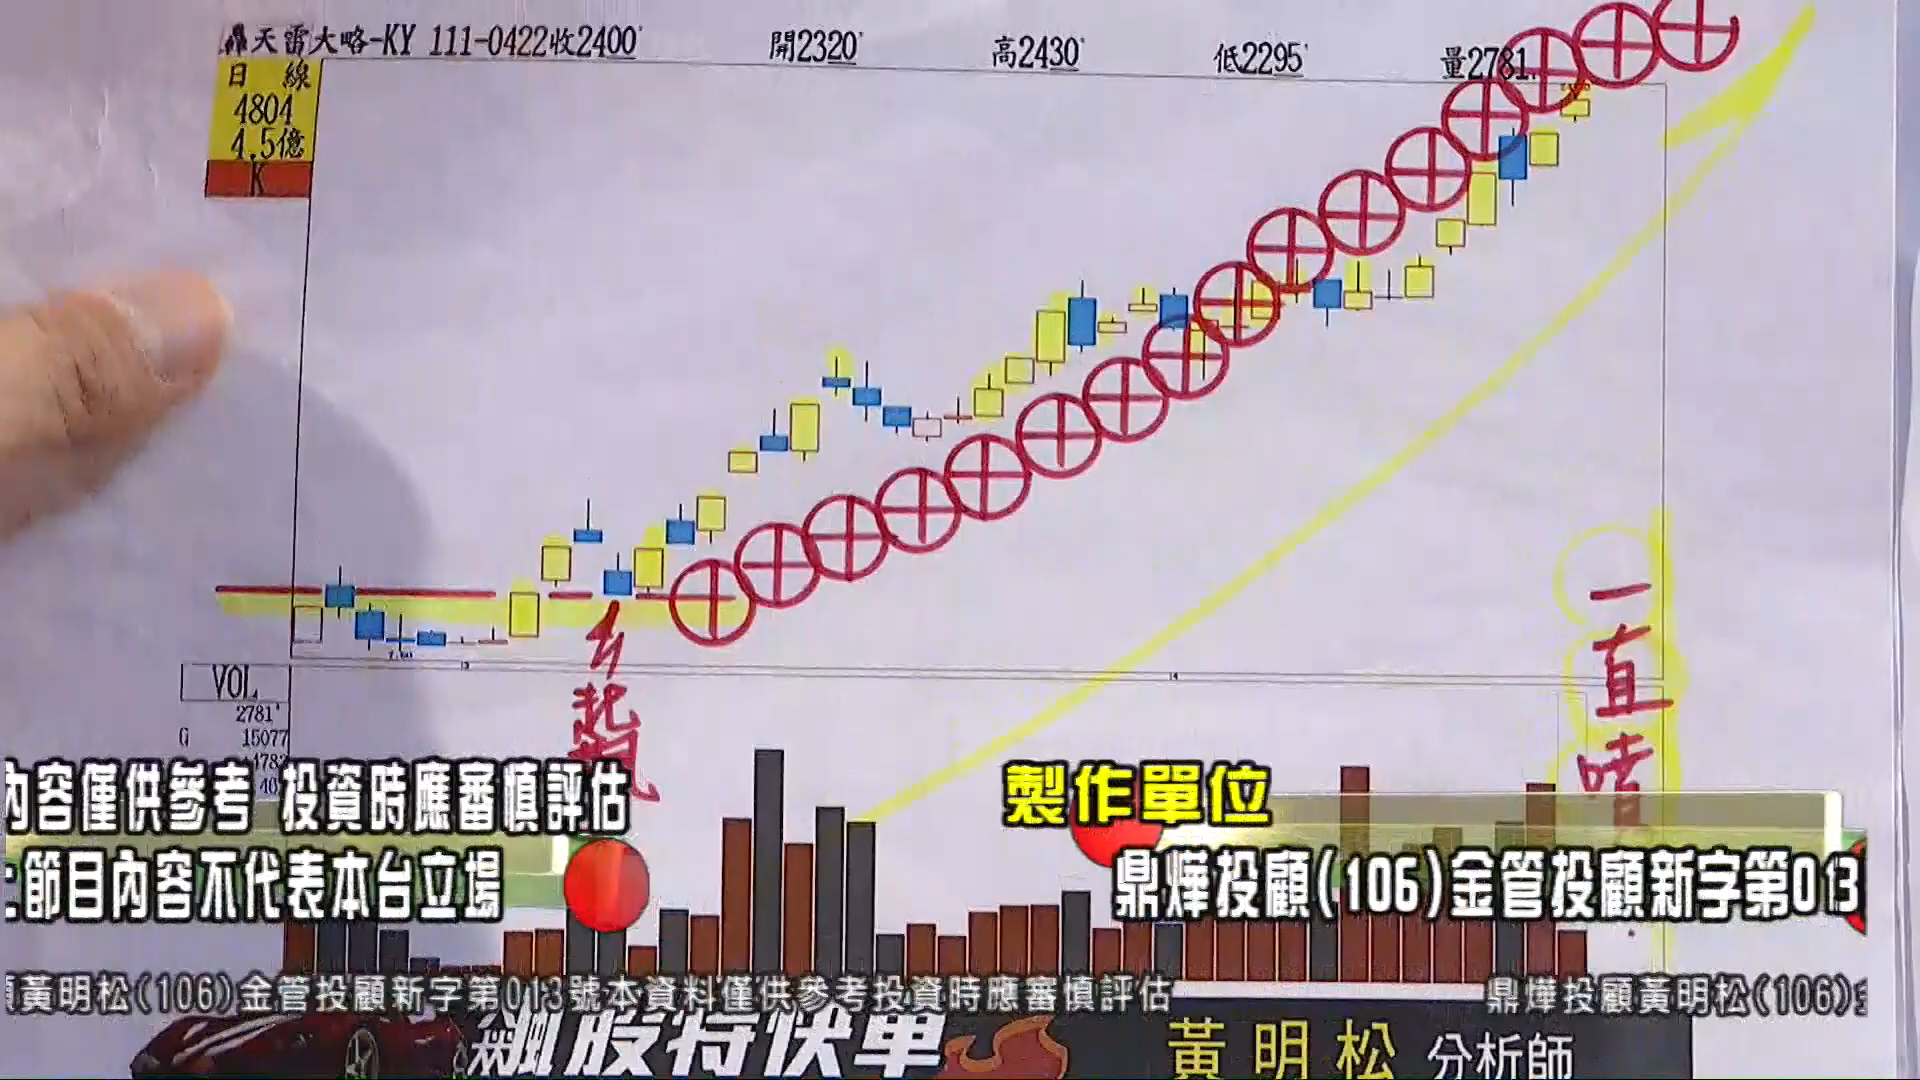 天雷大略-KY 111-0422收2400' 開2320' 高2430' 低2295' 量2781'
日 線
4804
4.5億
K
VOL
2781'
G 15077
4782
起飆
一直噴
內容僅供參考 投資時應審慎評估
製作單位
節目內容不代表本台立場
鼎燁投顧(106)金管投顧新字第013
黃明松(106)金管投顧新字第013號本資料僅供參考投資時應審慎評估
鼎燁投顧黃明松(106)
飆股特快車
黃明松 分析師